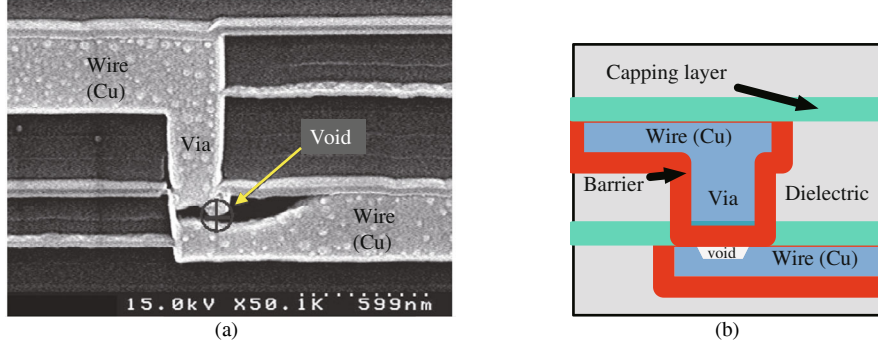 Wire
(Cu)
Via
Void
Wire
(Cu)
15.0kV X50.1K 599nm
(a)
Capping layer
Wire (Cu)
Barrier
Via
Dielectric
void
Wire (Cu)
(b)